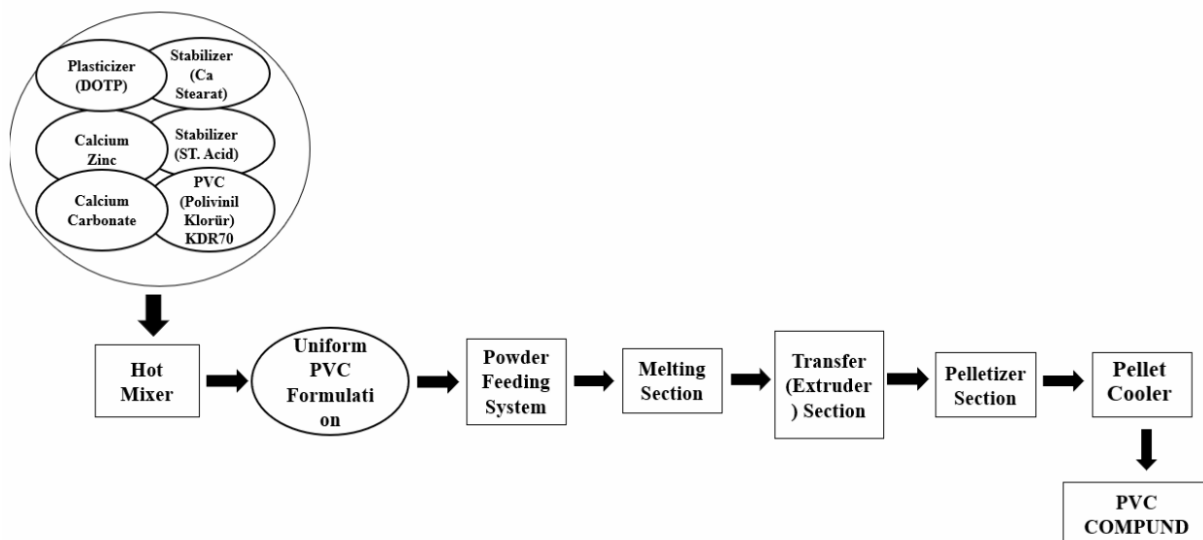 Plasticizer
(DOTP)
Stabilizer
(Ca
Stearat)
Calcium
Zinc
Stabilizer
(ST. Acid)
Calcium
Carbonate
PVC
(Polivinil
Klorür)
KDR70
Hot
Mixer
Uniform
PVC
Formulati
on
Powder
Feeding
System
Melting
Section
Transfer
(Extruder
) Section
Pelletizer
Section
Pellet
Cooler
PVC
COMPUND